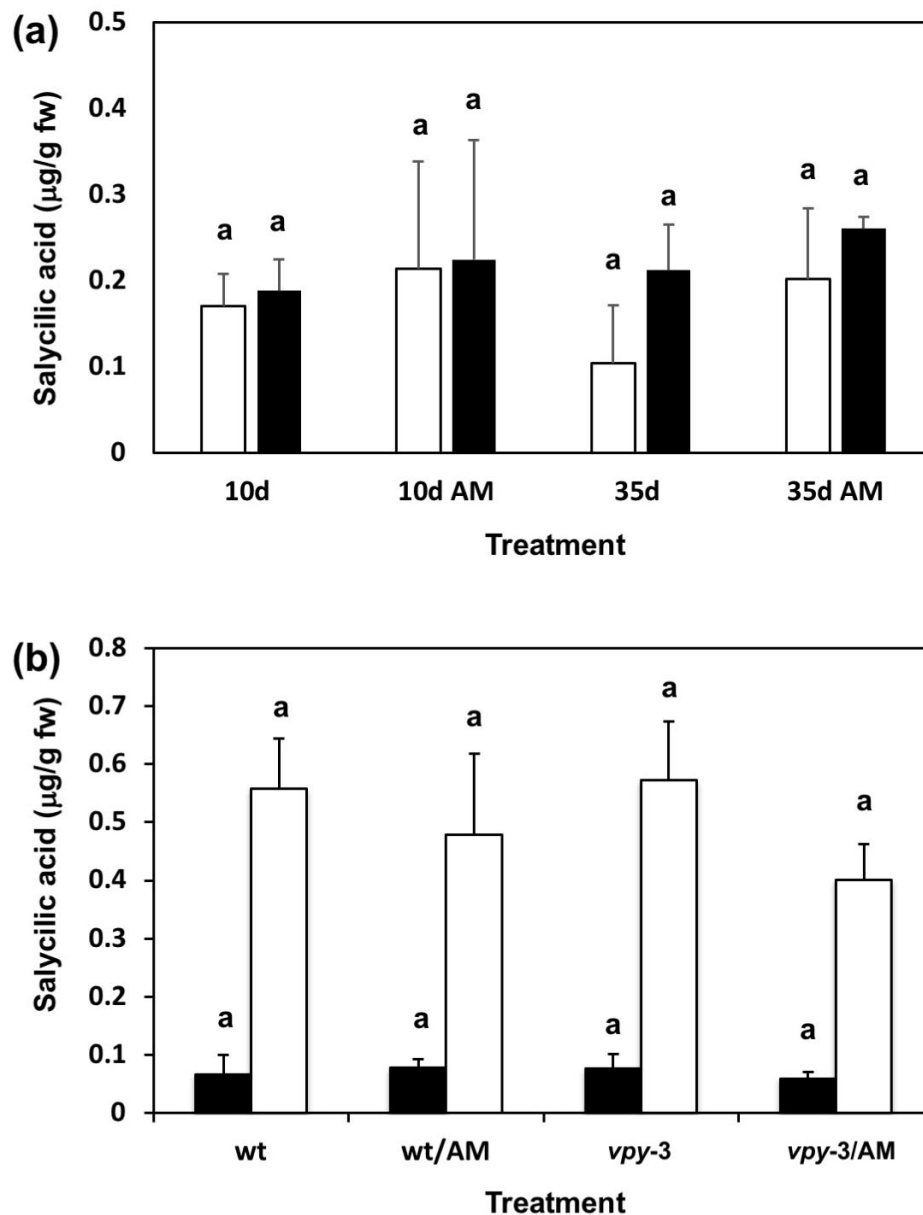 (a)
Salycilic acid (µg/g fw)
0.5
0.4
0.3
0.2
0.1
0
a a a a a a a a
10d 10d AM 35d 35d AM
Treatment
(b)
Salycilic acid (µg/g fw)
0.8
0.7
0.6
0.5
0.4
0.3
0.2
0.1
0
a a a a
a a a a
wt wt/AM vpy-3 vpy-3/AM
Treatment